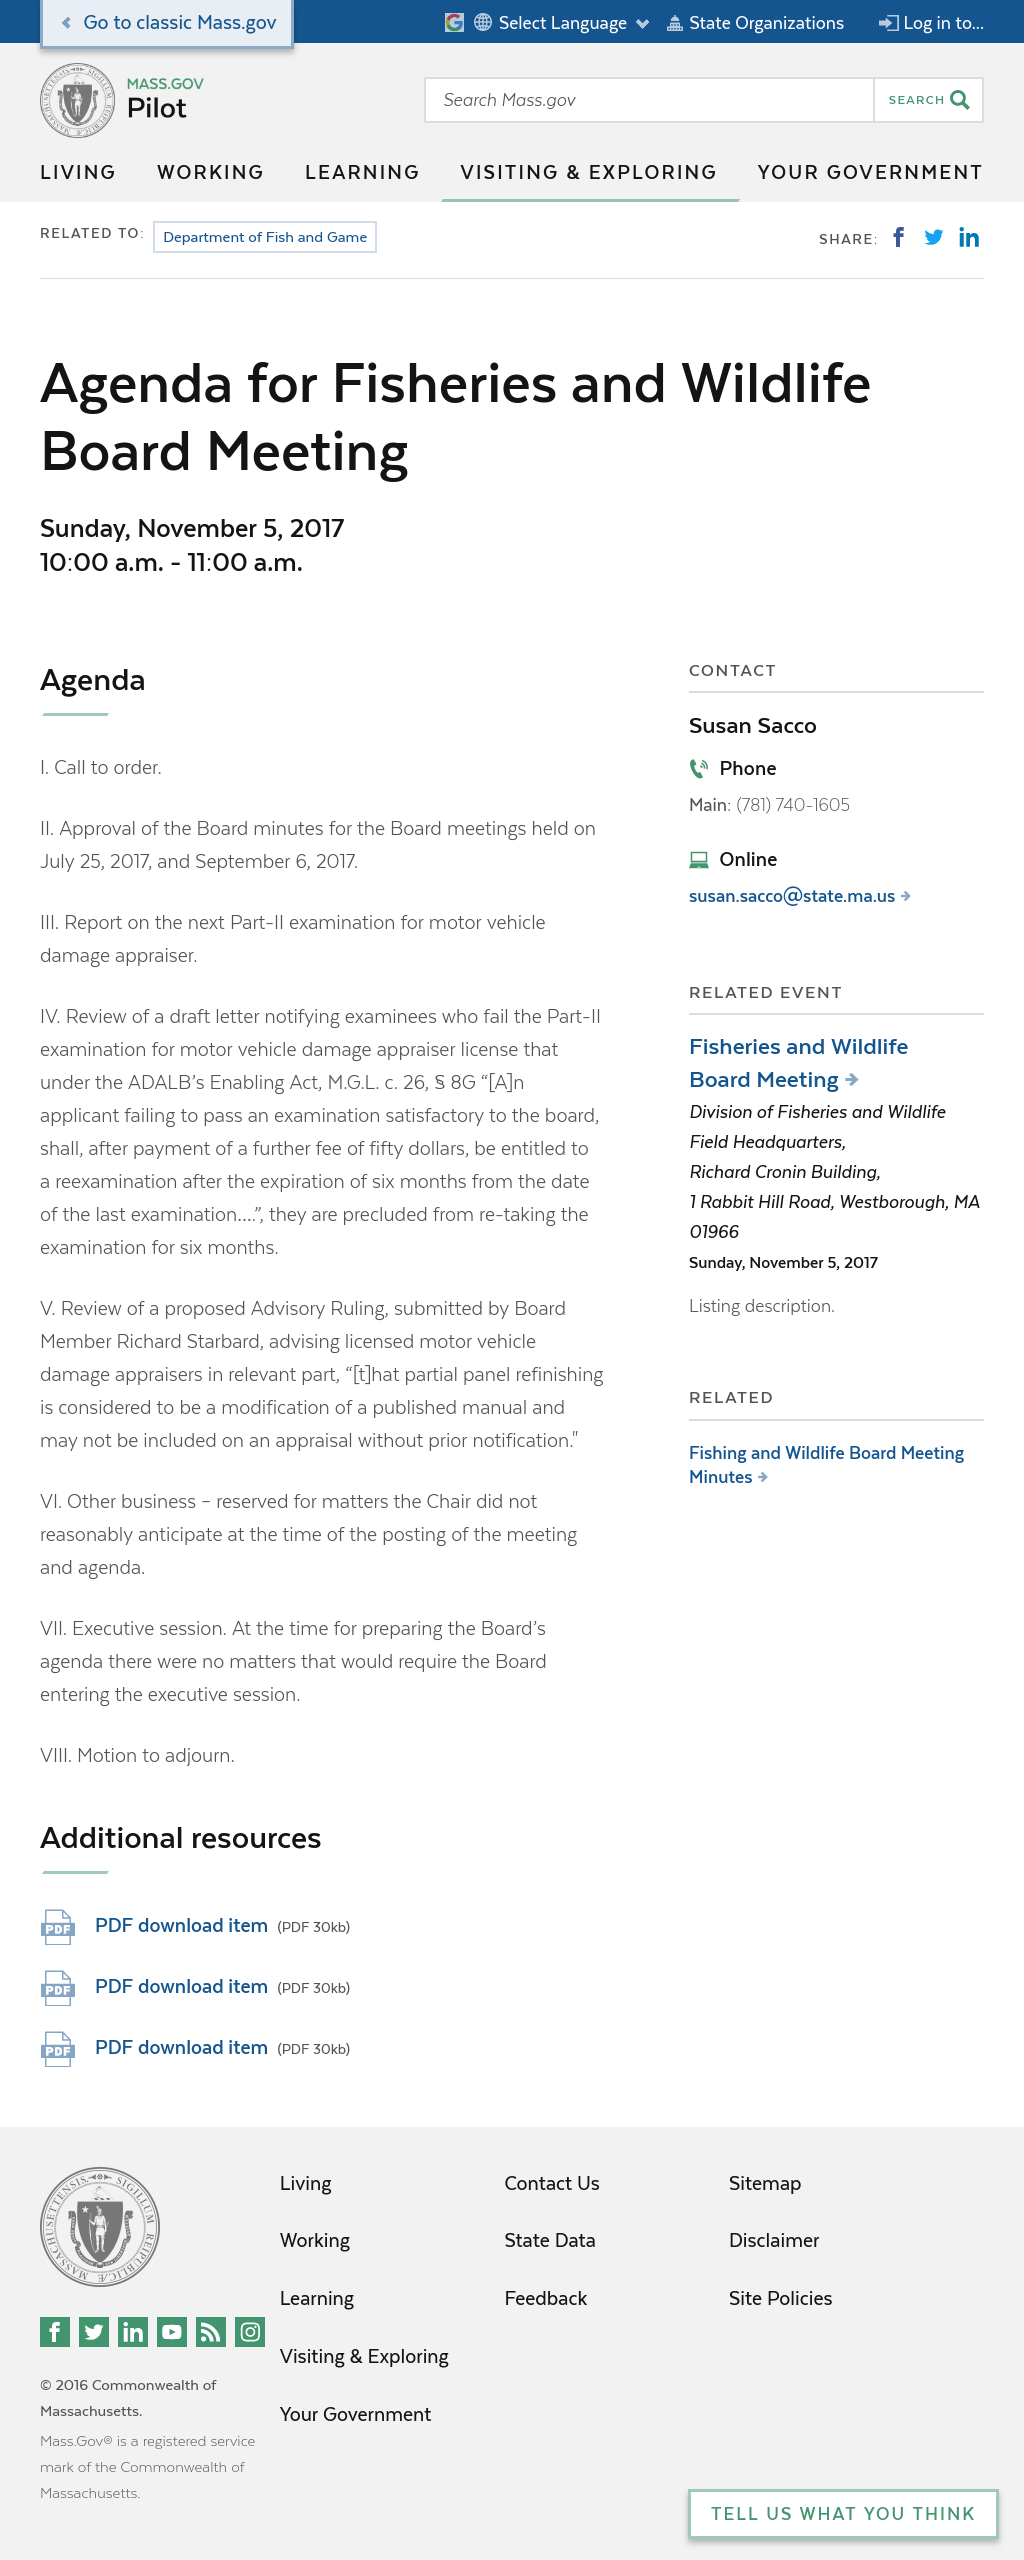 Go to classic Mass.gov
Select Language
State Organizations
Log in to...
MASS.GOV
Pilot
Search Mass.gov
SEARCH
LIVING
WORKING
LEARNING
VISITING & EXPLORING
YOUR GOVERNMENT
RELATED TO:
Department of Fish and Game
SHARE:
Agenda for Fisheries and Wildlife
Board Meeting
Sunday, November 5, 2017
10:00 a.m. - 11:00 a.m.
Agenda
I. Call to order.
II. Approval of the Board minutes for the Board meetings held on
July 25, 2017, and September 6, 2017.
III. Report on the next Part-II examination for motor vehicle
damage appraiser.
IV. Review of a draft letter notifying examinees who fail the Part-II
examination for motor vehicle damage appraiser license that
under the ADALB’s Enabling Act, M.G.L. c. 26, § 8G “[A]n
applicant failing to pass an examination satisfactory to the board,
shall, after payment of a further fee of fifty dollars, be entitled to
a reexamination after the expiration of six months from the date
of the last examination....”, they are precluded from re-taking the
examination for six months.
V. Review of a proposed Advisory Ruling, submitted by Board
Member Richard Starbard, advising licensed motor vehicle
damage appraisers in relevant part, “[t]hat partial panel refinishing
is considered to be a modification of a published manual and
may not be included on an appraisal without prior notification."
VI. Other business – reserved for matters the Chair did not
reasonably anticipate at the time of the posting of the meeting
and agenda.
VII. Executive session. At the time for preparing the Board’s
agenda there were no matters that would require the Board
entering the executive session.
VIII. Motion to adjourn.
Additional resources
PDF
PDF download item (PDF 30kb)
PDF
PDF download item (PDF 30kb)
PDF
PDF download item (PDF 30kb)
CONTACT
Susan Sacco
Phone
Main: (781) 740-1605
Online
susan.sacco@state.ma.us
RELATED EVENT
Fisheries and Wildlife
Board Meeting
Division of Fisheries and Wildlife
Field Headquarters,
Richard Cronin Building,
1 Rabbit Hill Road, Westborough, MA
01966
Sunday, November 5, 2017
Listing description.
RELATED
Fishing and Wildlife Board Meeting
Minutes
SIGILLUM REIPUBLICÆ MASSACHUSETTENSIS
© 2016 Commonwealth of
Massachusetts.
Mass.Gov® is a registered service
mark of the Commonwealth of
Massachusetts.
Living
Working
Learning
Visiting & Exploring
Your Government
Contact Us
State Data
Feedback
Sitemap
Disclaimer
Site Policies
TELL US WHAT YOU THINK